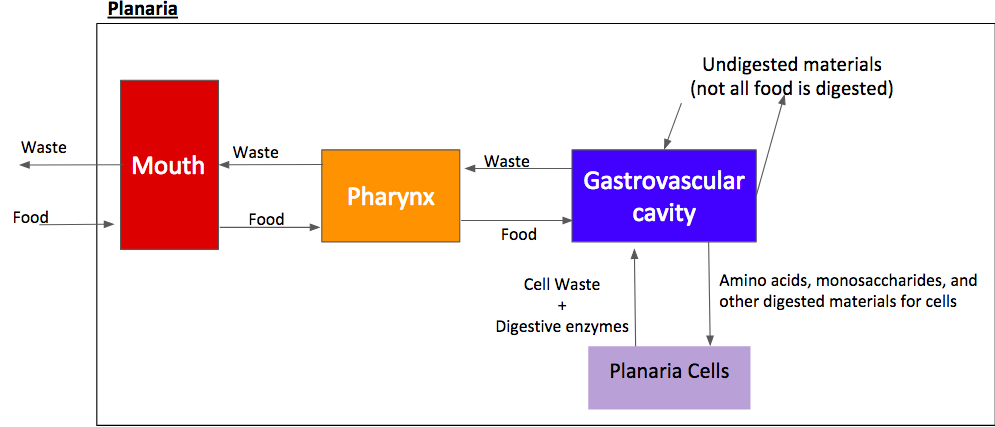 Planaria
Undigested materials
(not all food is digested)
Waste
Mouth
Waste
Pharynx
Waste
Gastrovascular
cavity
Food
Food
Food
Cell Waste
+
Digestive enzymes
Amino acids, monosaccharides, and
other digested materials for cells
Planaria Cells